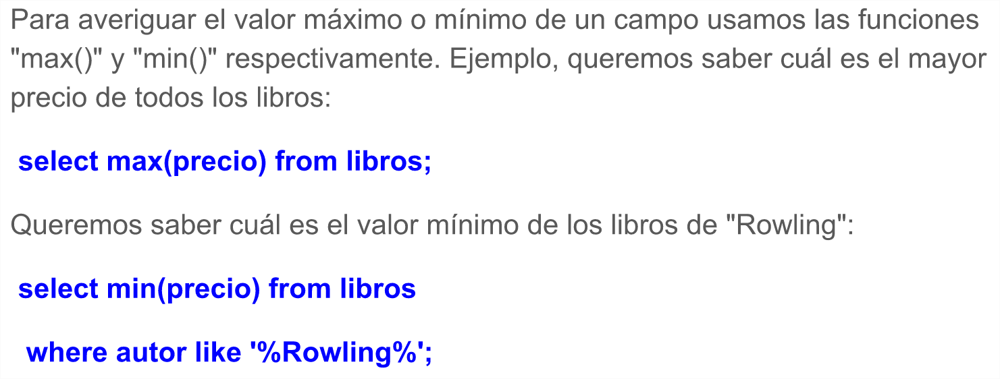 Para averiguar el valor máximo o mínimo de un campo usamos las funciones
"max()" y "min()" respectivamente. Ejemplo, queremos saber cuál es el mayor
precio de todos los libros:
select max(precio) from libros;
Queremos saber cuál es el valor mínimo de los libros de "Rowling":
select min(precio) from libros
where autor like '%Rowling%';